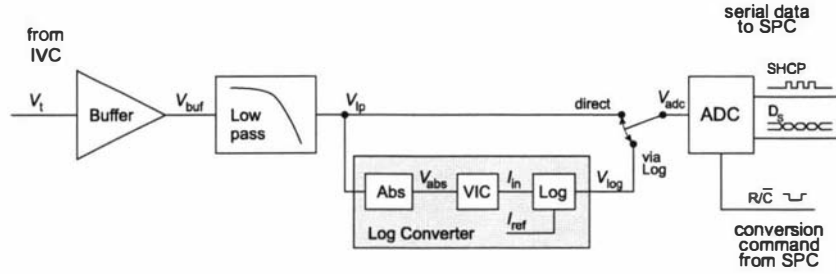 serial data
to SPC
from
IVC
SHCP
Vt
Buffer
Vbuf
Low
pass
Vlp
direct
Vadc
ADC
DS
via
Log
Abs
Vabs
VIC
Iin
Log
Vlog
Iref
Log Converter
R/C̅
conversion
command
from SPC